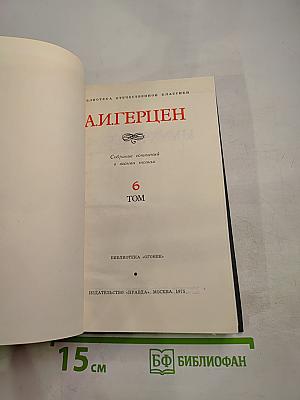 БИБЛИОТЕКА ОТЕЧЕСТВЕННОЙ КЛАССИКИ
А.И.ГЕРЦЕН
Собрание сочинений
в восьми томах
6
ТОМ
БИБЛИОТЕКА «ОГОНЕК»
ИЗДАТЕЛЬСТВО «ПРАВДА». МОСКВА. 1975
15 см
БФ БИБЛИОФАН